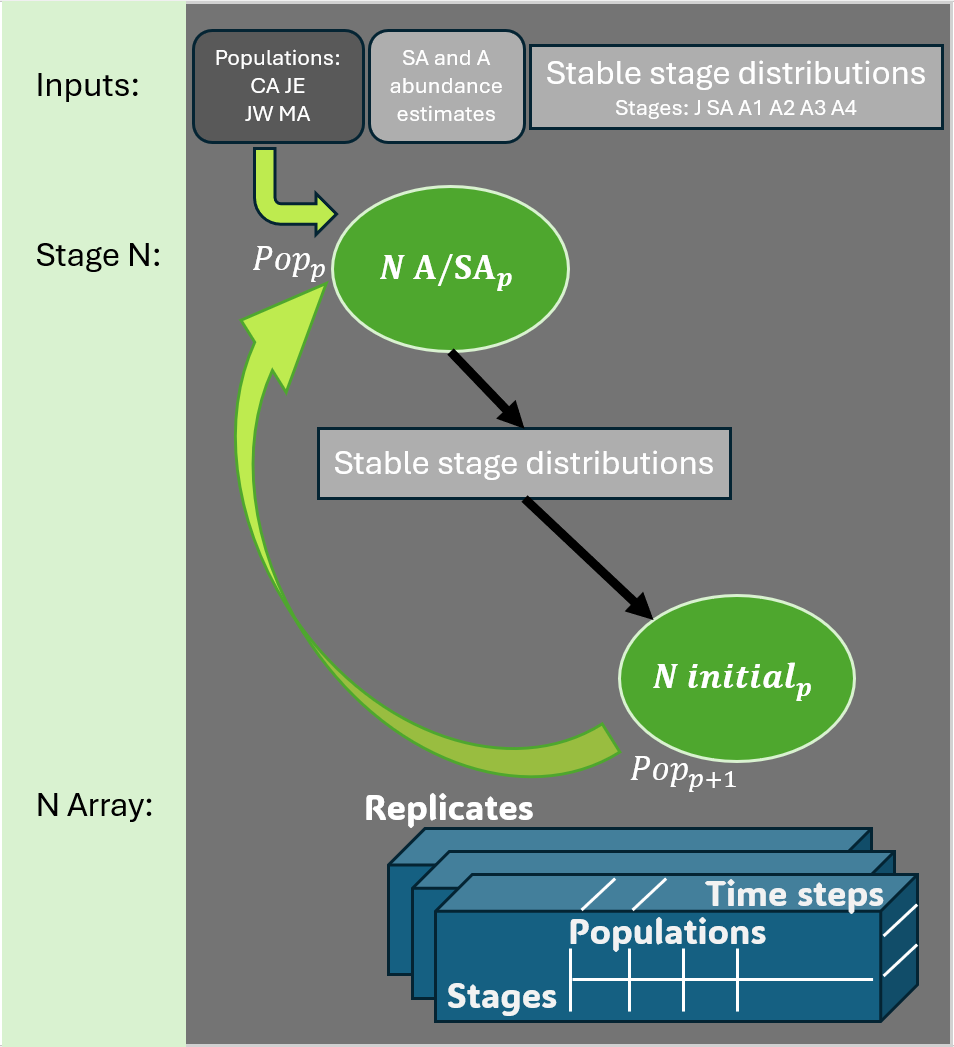 Inputs:
Populations:
CA JE
JW MA
SA and A
abundance
estimates
Stable stage distributions
Stages: J SA A1 A2 A3 A4
Stage N:
Pop_p
N A/SA_p
Stable stage distributions
N initial_p
Pop_{p+1}
N Array:
Replicates
Time steps
Populations
Stages